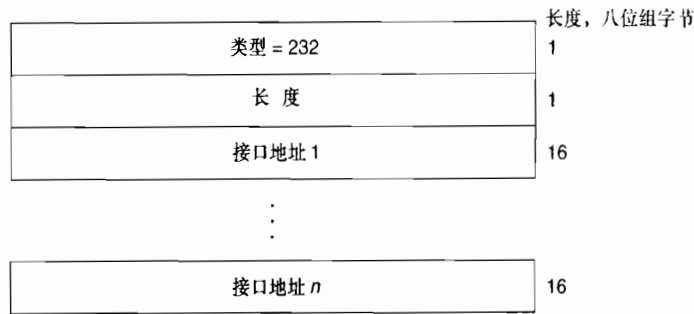 长度，八位组字节
类型 = 232
1
长 度
1
接口地址 1
16
接口地址 n
16